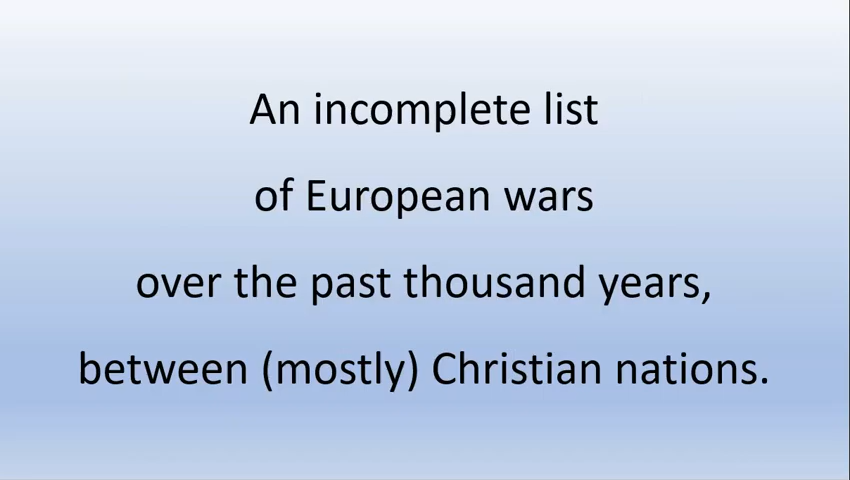 An incomplete list
of European wars
over the past thousand years,
between (mostly) Christian nations.